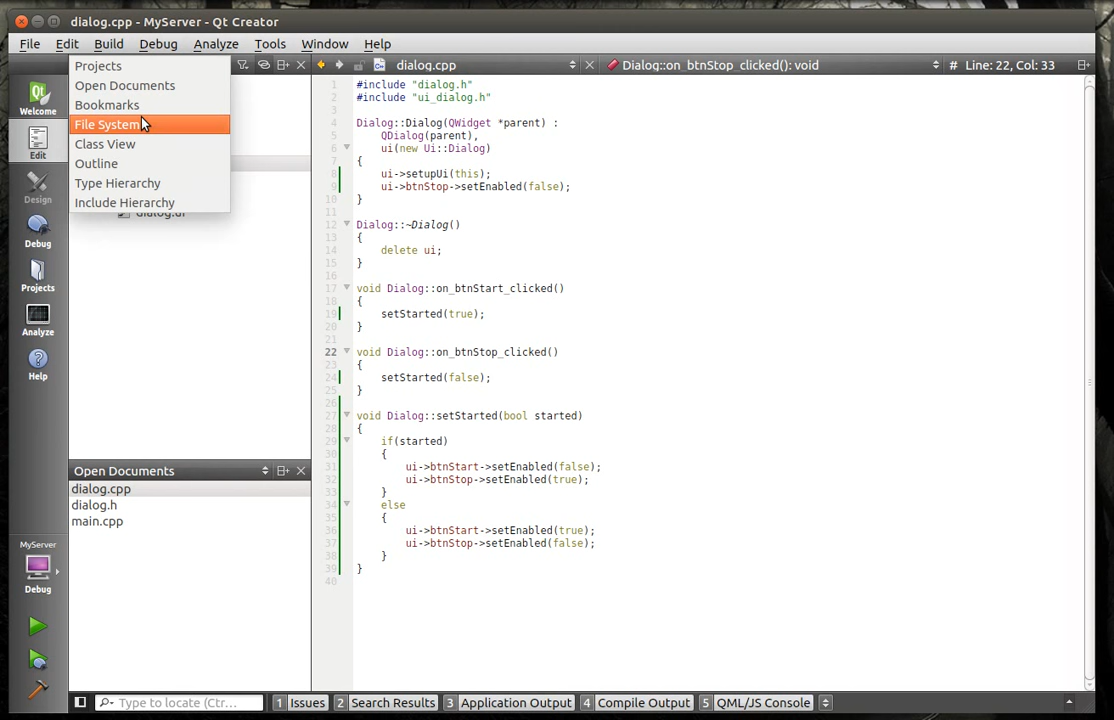 dialog.cpp - MyServer - Qt Creator
File Edit Build Debug Analyze Tools Window Help
dialog.cpp Dialog::on_btnStop_clicked(): void # Line: 22, Col: 33
Projects
Open Documents
Bookmarks
File System
Class View
Outline
Type Hierarchy
Include Hierarchy
dialog.ui
Qt
Welcome
Edit
Design
Debug
Projects
Analyze
Help
Open Documents
dialog.cpp
dialog.h
main.cpp
MyServer
Debug
1 #include "dialog.h"
2 #include "ui_dialog.h"
3
4 Dialog::Dialog(QWidget *parent) :
5 QDialog(parent),
6 ui(new Ui::Dialog)
7 {
8 ui->setupUi(this);
9 ui->btnStop->setEnabled(false);
10 }
11
12 Dialog::~Dialog()
13 {
14 delete ui;
15 }
16
17 void Dialog::on_btnStart_clicked()
18 {
19 setStarted(true);
20 }
21
22 void Dialog::on_btnStop_clicked()
23 {
24 setStarted(false);
25 }
26
27 void Dialog::setStarted(bool started)
28 {
29 if(started)
30 {
31 ui->btnStart->setEnabled(false);
32 ui->btnStop->setEnabled(true);
33 }
34 else
35 {
36 ui->btnStart->setEnabled(true);
37 ui->btnStop->setEnabled(false);
38 }
39 }
40
Type to locate (Ctr... 1 Issues 2 Search Results 3 Application Output 4 Compile Output 5 QML/JS Console